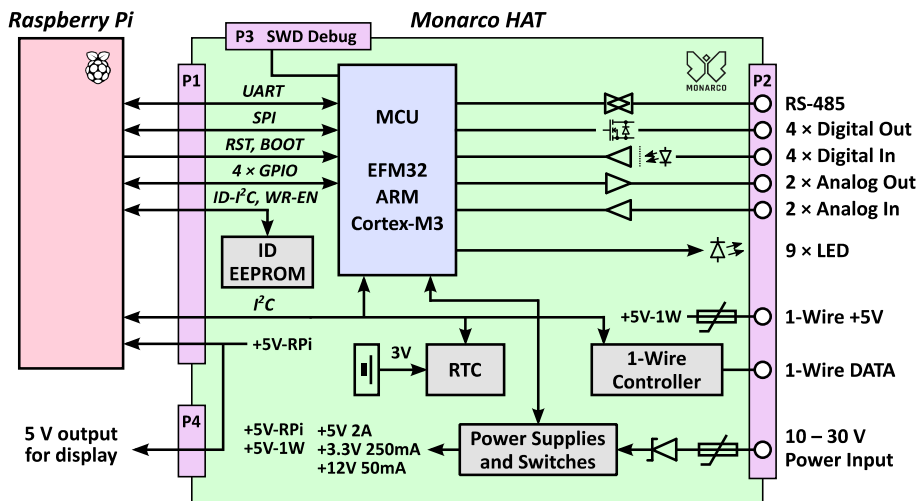 Raspberry Pi
Monarco HAT
P3 SWD Debug
P1
P2
MONARCO
UART
SPI
RST, BOOT
4 × GPIO
ID-I²C, WR-EN
MCU
EFM32
ARM
Cortex-M3
RS-485
4 × Digital Out
4 × Digital In
2 × Analog Out
2 × Analog In
9 × LED
ID
EEPROM
I²C
+5V-1W
1-Wire +5V
+5V-RPi
3V
RTC
1-Wire
Controller
1-Wire DATA
P4
5 V output
for display
+5V-RPi
+5V-1W
+5V 2A
+3.3V 250mA
+12V 50mA
Power Supplies
and Switches
10 – 30 V
Power Input